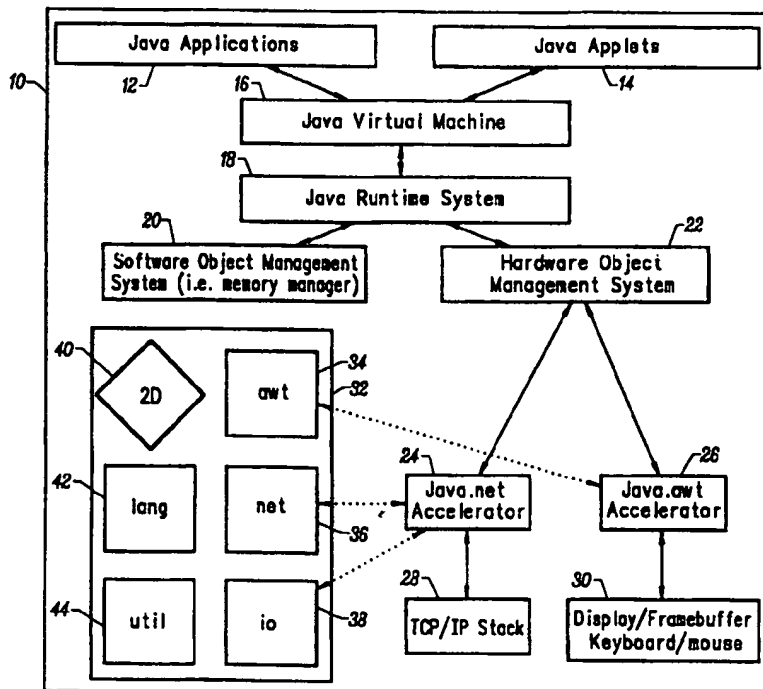 Java Applications
Java Applets
10
12
16
14
Java Virtual Machine
18
Java Runtime System
20
22
Software Object Management
System (i.e. memory manager)
Hardware Object
Management System
40
34
32
2D
awt
24
26
42
lang
net
36
Java.net
Accelerator
Java.awt
Accelerator
44
util
io
38
28
30
TCP/IP Stack
Display/Framebuffer
Keyboard/mouse